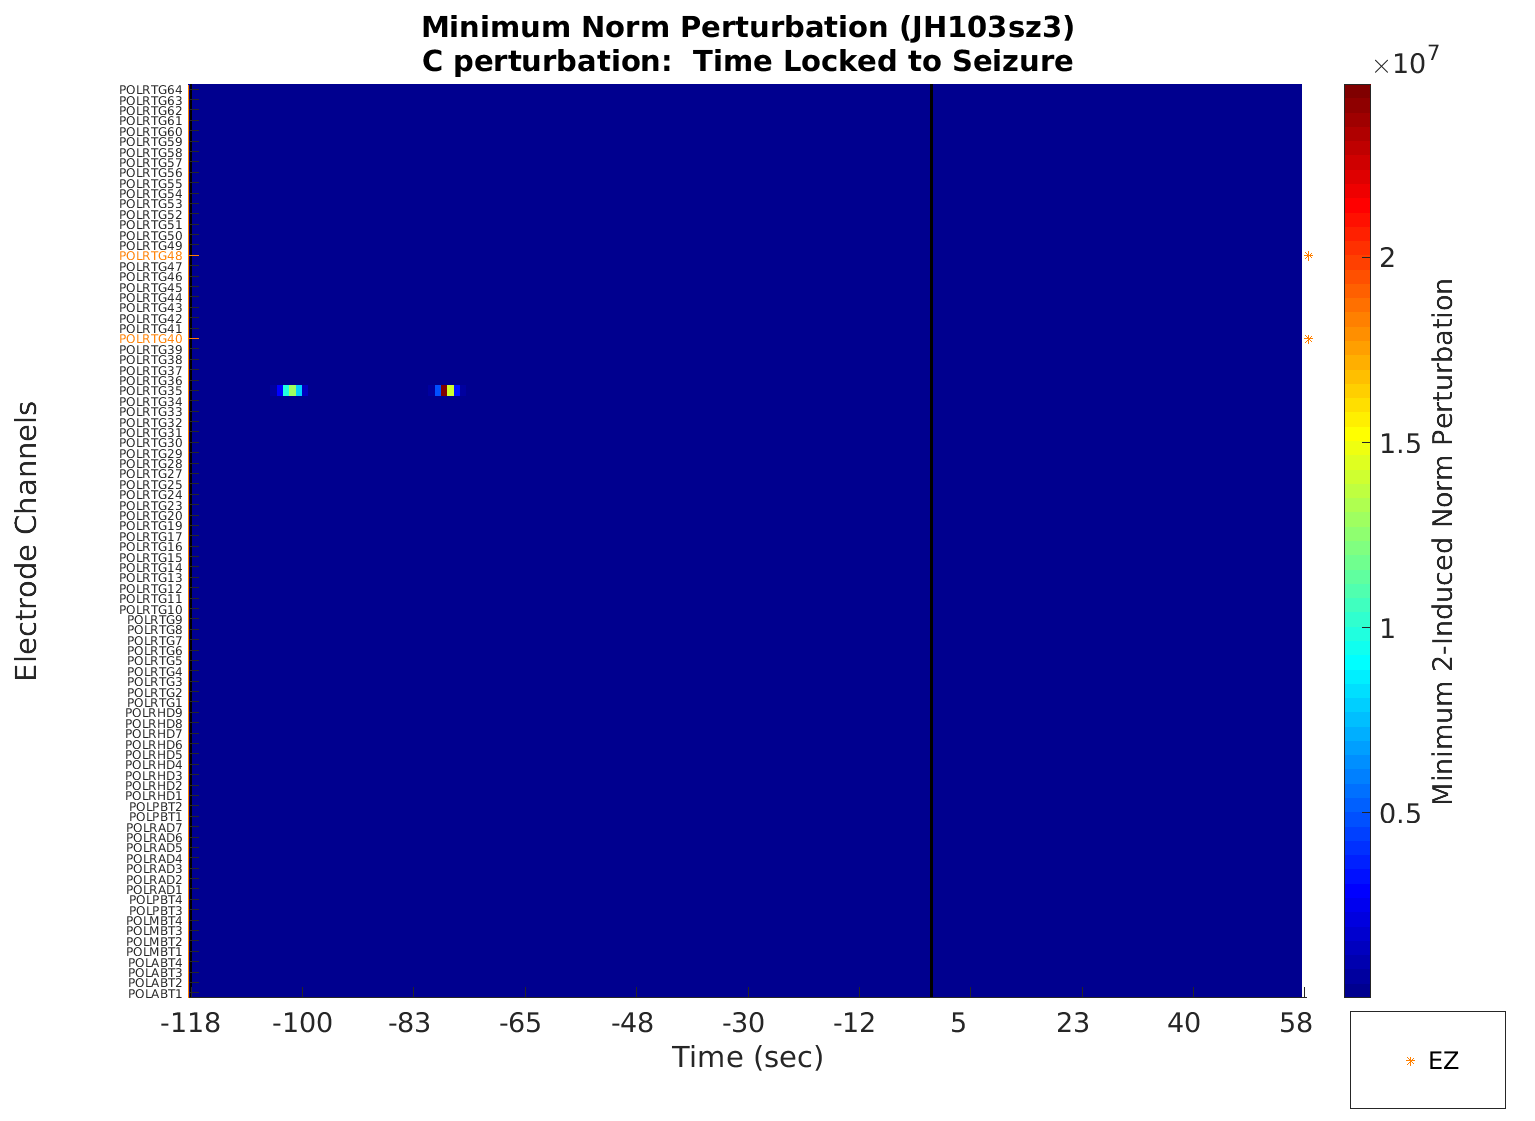 Minimum Norm Perturbation (JH103sz3)
C perturbation:  Time Locked to Seizure
×10⁷
POLRTG64
POLRTG63
POLRTG62
POLRTG61
POLRTG60
POLRTG59
POLRTG58
POLRTG57
POLRTG56
POLRTG55
POLRTG54
POLRTG53
POLRTG52
POLRTG51
POLRTG50
POLRTG49
POLRTG48
POLRTG47
POLRTG46
POLRTG45
POLRTG44
POLRTG43
POLRTG42
POLRTG41
POLRTG40
POLRTG39
POLRTG38
POLRTG37
POLRTG36
POLRTG35
POLRTG34
POLRTG33
POLRTG32
POLRTG31
POLRTG30
POLRTG29
POLRTG28
POLRTG27
POLRTG25
POLRTG24
POLRTG23
POLRTG20
POLRTG19
POLRTG17
POLRTG16
POLRTG15
POLRTG14
POLRTG13
POLRTG12
POLRTG11
POLRTG10
POLRTG9
POLRTG8
POLRTG7
POLRTG6
POLRTG5
POLRTG4
POLRTG3
POLRTG2
POLRTG1
POLRHD9
POLRHD8
POLRHD7
POLRHD6
POLRHD5
POLRHD4
POLRHD3
POLRHD2
POLRHD1
POLPBT2
POLPBT1
POLRAD7
POLRAD6
POLRAD5
POLRAD4
POLRAD3
POLRAD2
POLRAD1
POLPBT4
POLPBT3
POLMBT4
POLMBT3
POLMBT2
POLMBT1
POLABT4
POLABT3
POLABT2
POLABT1
Electrode Channels
-118 -100 -83 -65 -48 -30 -12 5 23 40 58
Time (sec)
2
1.5
1
0.5
Minimum 2-Induced Norm Perturbation
EZ